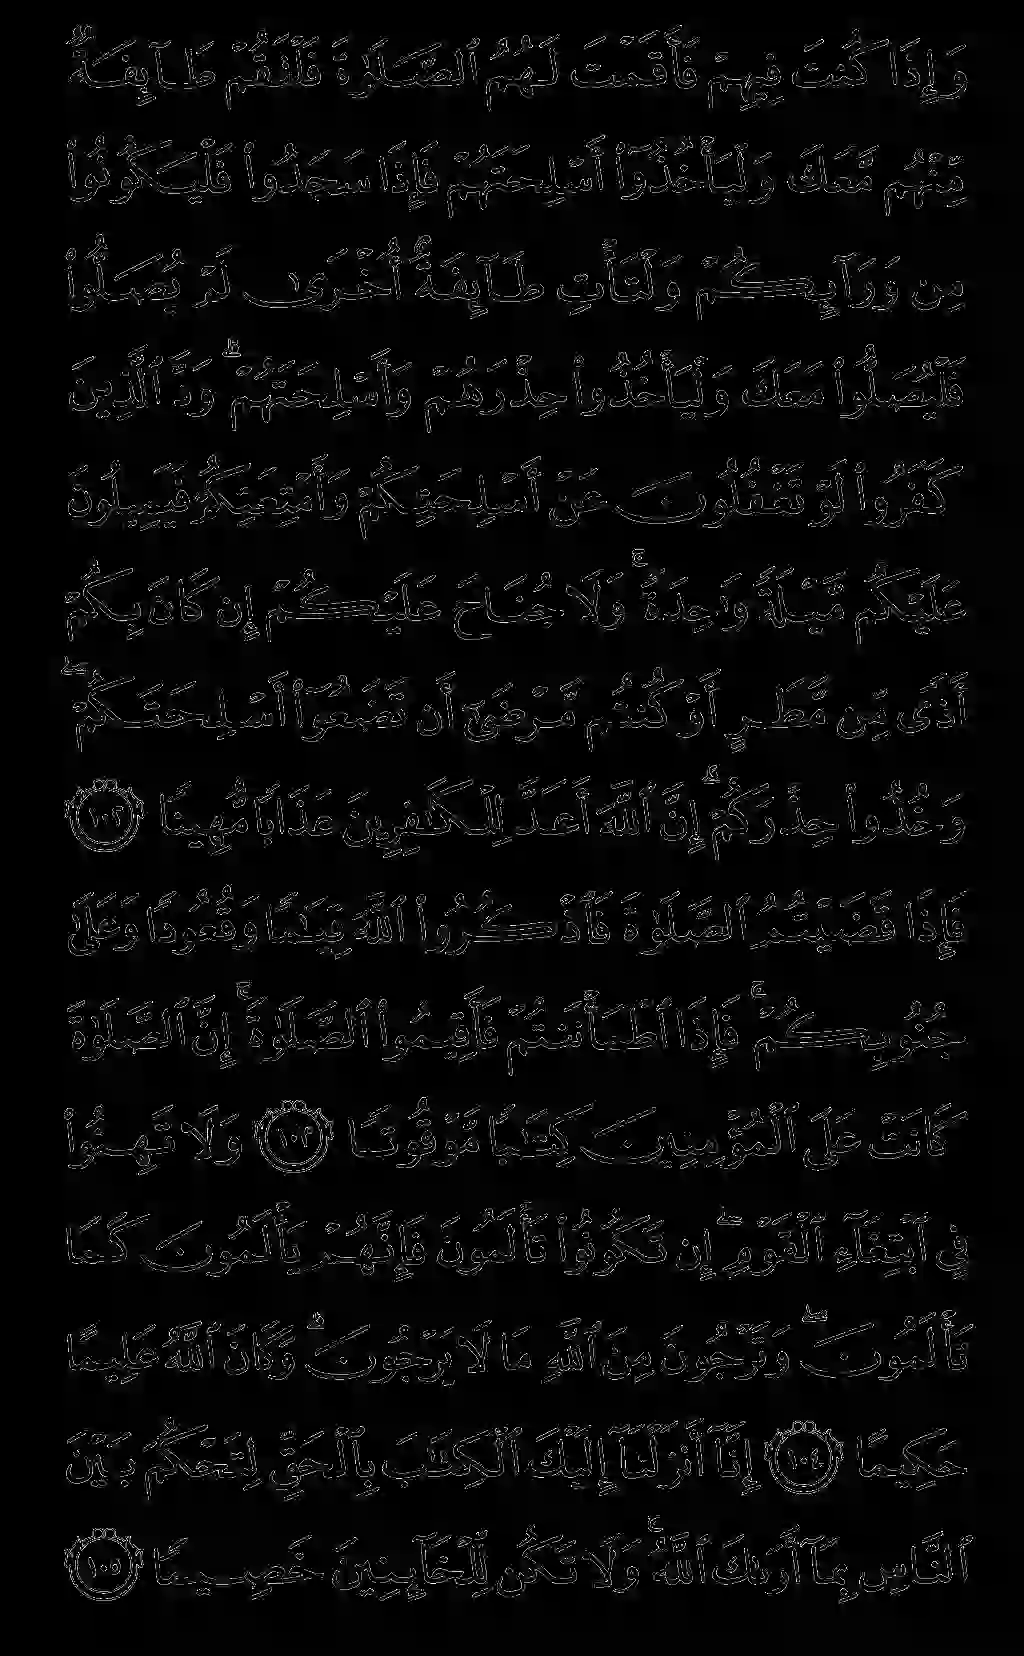 وَإِذَا كُنتَ فِيهِمْ فَأَقَمْتَ لَهُمُ ٱلصَّلَوٰةَ فَلْتَقُمْ طَآئِفَةٌ
مِّنْهُم مَّعَكَ وَلْيَأْخُذُوٓا۟ أَسْلِحَتَهُمْ فَإِذَا سَجَدُوا۟ فَلْيَكُونُوا۟
مِن وَرَآئِكُمْ وَلْتَأْتِ طَآئِفَةٌ أُخْرَىٰ لَمْ يُصَلُّوا۟
فَلْيُصَلُّوا۟ مَعَكَ وَلْيَأْخُذُوا۟ حِذْرَهُمْ وَأَسْلِحَتَهُمْ ۗ وَدَّ ٱلَّذِينَ
كَفَرُوا۟ لَوْ تَغْفُلُونَ عَنْ أَسْلِحَتِكُمْ وَأَمْتِعَتِكُمْ فَيَمِيلُونَ
عَلَيْكُم مَّيْلَةً وَٰحِدَةً ۚ وَلَا جُنَاحَ عَلَيْكُمْ إِن كَانَ بِكُمْ
أَذًى مِّن مَّطَرٍ أَوْ كُنتُم مَّرْضَىٰٓ أَن تَضَعُوٓا۟ أَسْلِحَتَكُمْ ۖ
وَخُذُوا۟ حِذْرَكُمْ ۗ إِنَّ ٱللَّهَ أَعَدَّ لِلْكَٰفِرِينَ عَذَابًا مُّهِينًا ١٠٢
فَإِذَا قَضَيْتُمُ ٱلصَّلَوٰةَ فَٱذْكُرُوا۟ ٱللَّهَ قِيَٰمًا وَقُعُودًا وَعَلَىٰ
جُنُوبِكُمْ ۚ فَإِذَا ٱطْمَأْنَنتُمْ فَأَقِيمُوا۟ ٱلصَّلَوٰةَ ۚ إِنَّ ٱلصَّلَوٰةَ
كَانَتْ عَلَى ٱلْمُؤْمِنِينَ كِتَٰبًا مَّوْقُوتًا ١٠٣ وَلَا تَهِنُوا۟
فِى ٱبْتِغَآءِ ٱلْقَوْمِ ۖ إِن تَكُونُوا۟ تَأْلَمُونَ فَإِنَّهُمْ يَأْلَمُونَ كَمَا
تَأْلَمُونَ ۖ وَتَرْجُونَ مِنَ ٱللَّهِ مَا لَا يَرْجُونَ ۗ وَكَانَ ٱللَّهُ عَلِيمًا
حَكِيمًا ١٠٤ إِنَّآ أَنزَلْنَآ إِلَيْكَ ٱلْكِتَٰبَ بِٱلْحَقِّ لِتَحْكُمَ بَيْنَ
ٱلنَّاسِ بِمَآ أَرَىٰكَ ٱللَّهُ ۚ وَلَا تَكُن لِّلْخَآئِنِينَ خَصِيمًا ١٠٥